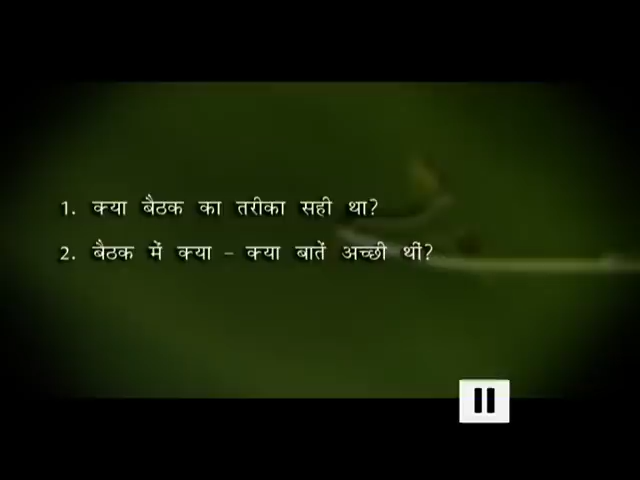 1. क्या बैठक का तरीका सही था?
2. बैठक में क्या - क्या बातें अच्छी थीं?